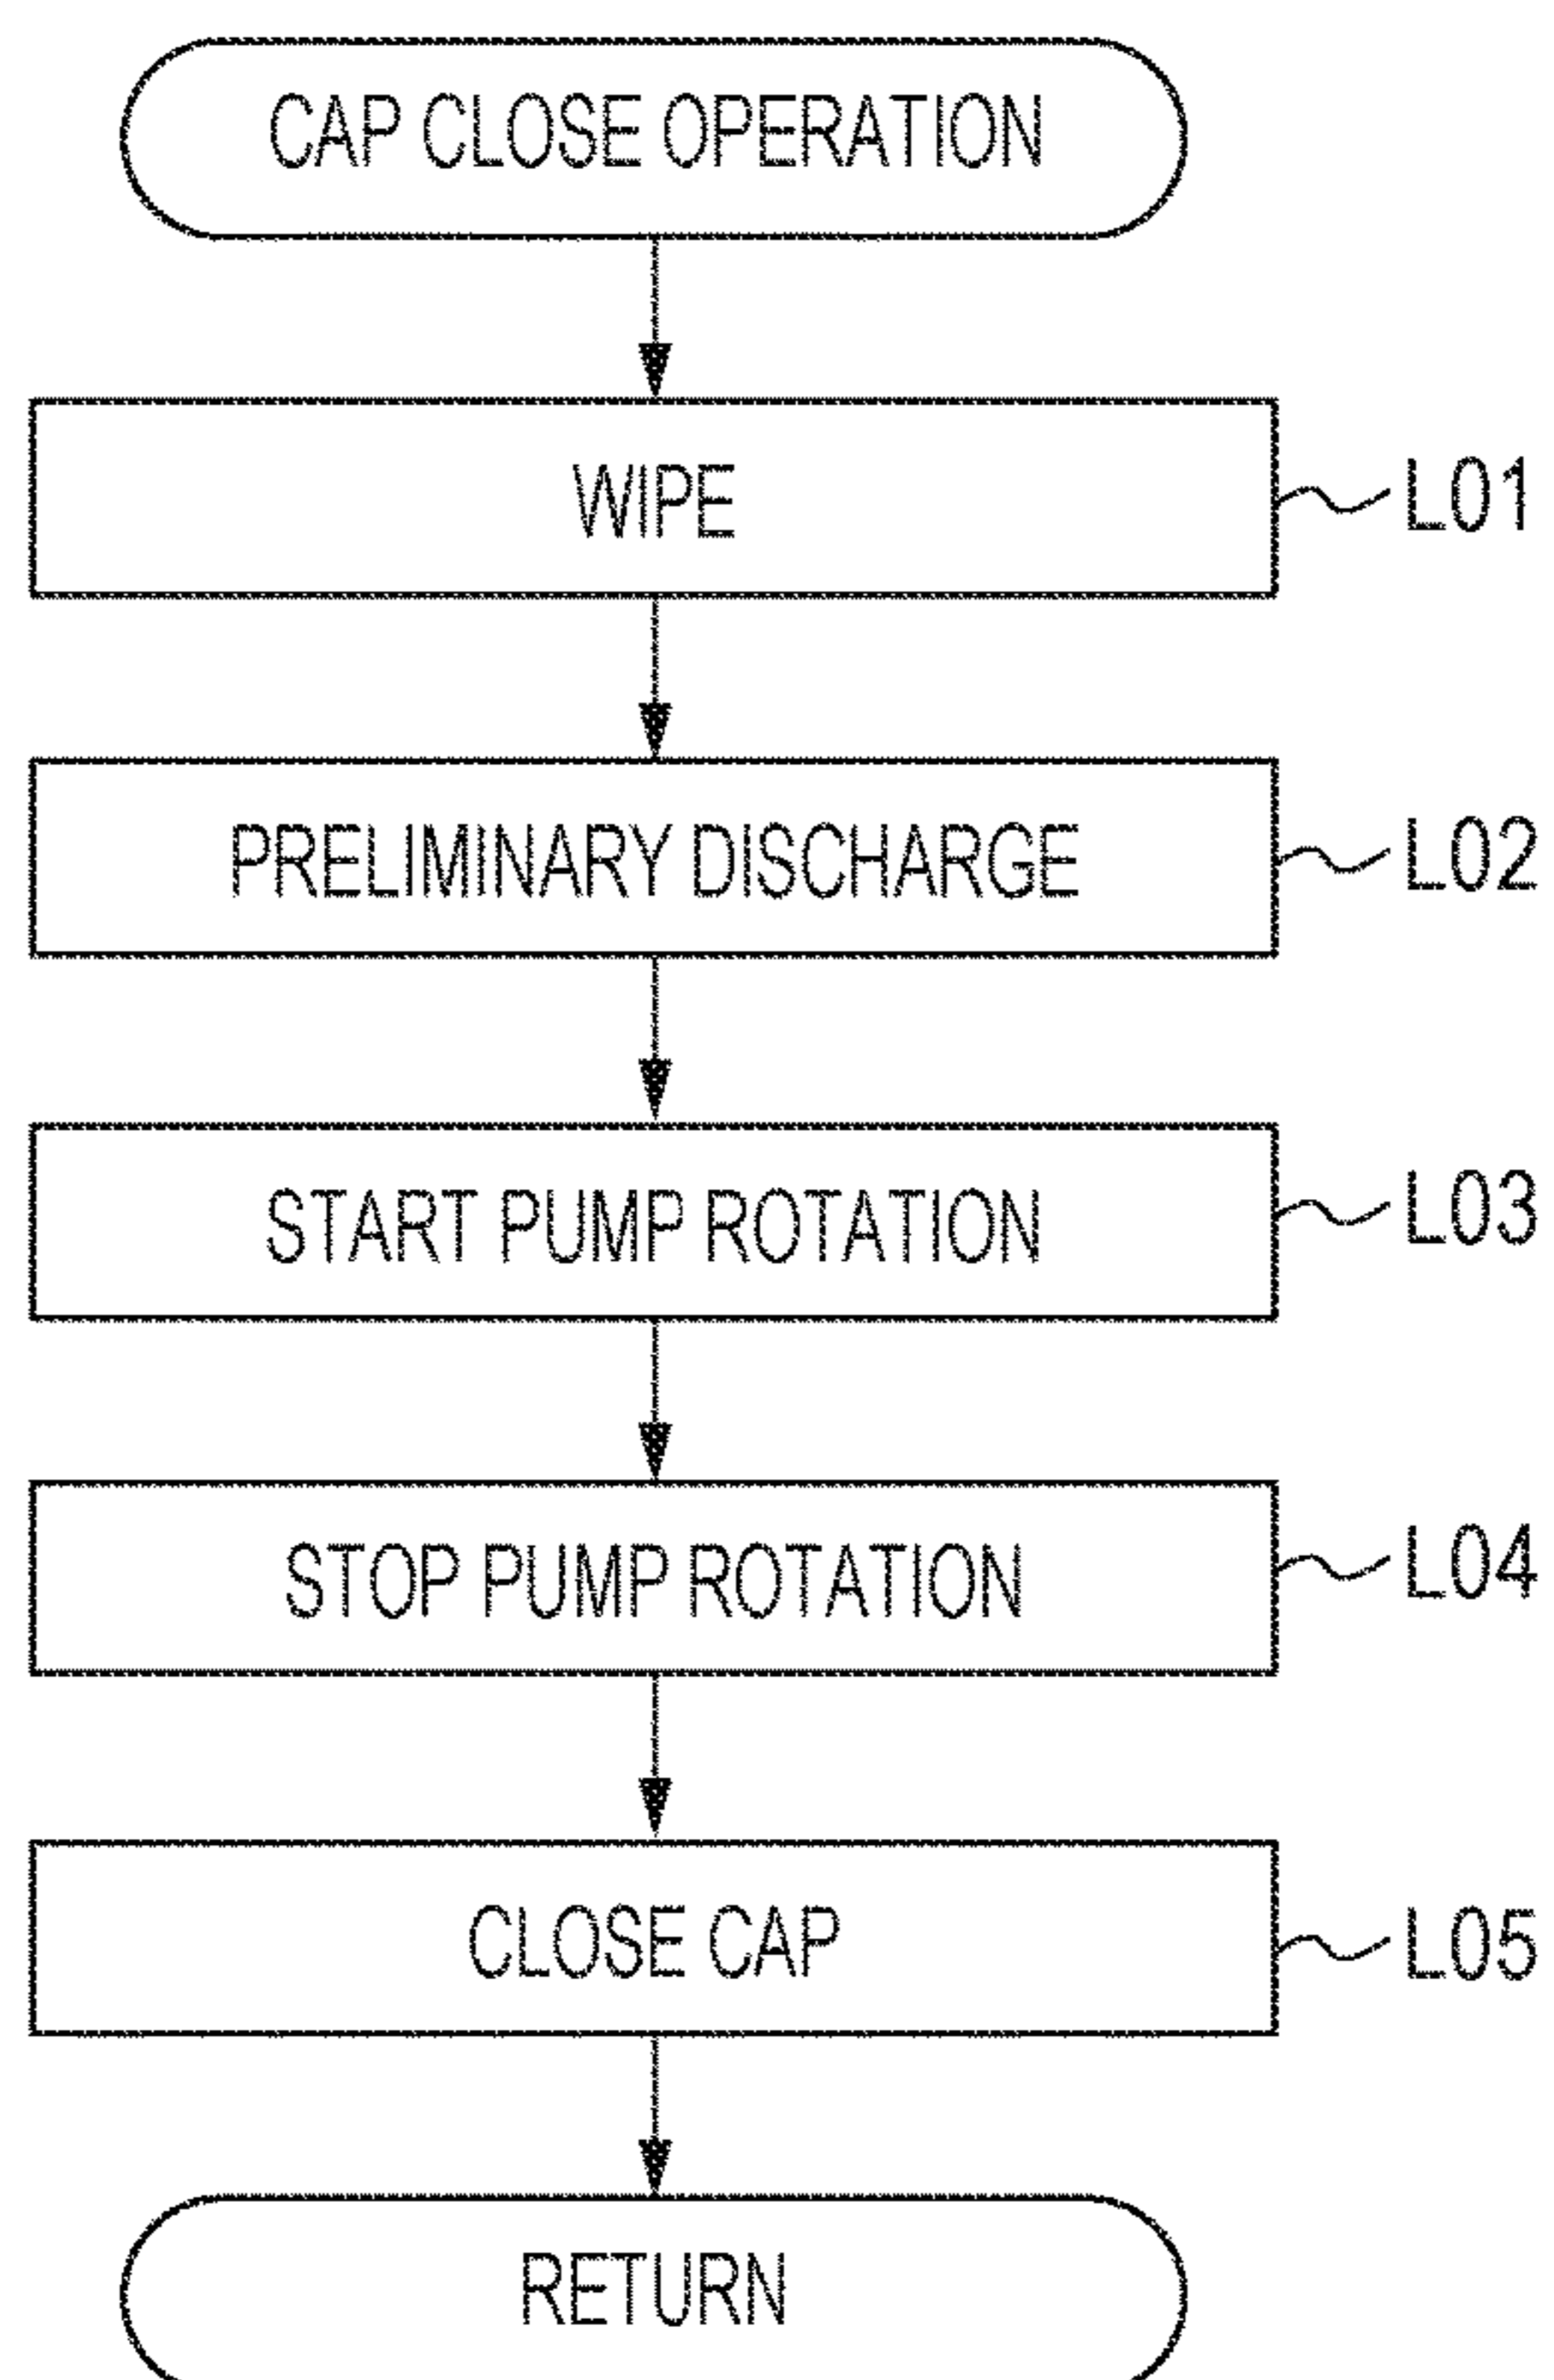 CAP CLOSE OPERATION
WIPE
L01
PRELIMINARY DISCHARGE
L02
START PUMP ROTATION
L03
STOP PUMP ROTATION
L04
CLOSE CAP
L05
RETURN